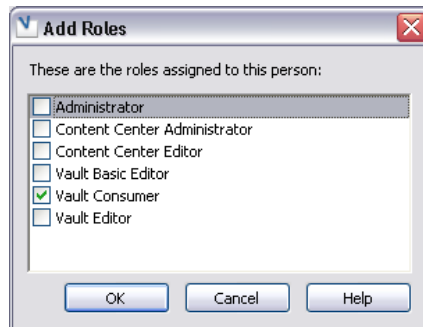 Add Roles
These are the roles assigned to this person:
Administrator
Content Center Administrator
Content Center Editor
Vault Basic Editor
Vault Consumer
Vault Editor
OK Cancel Help